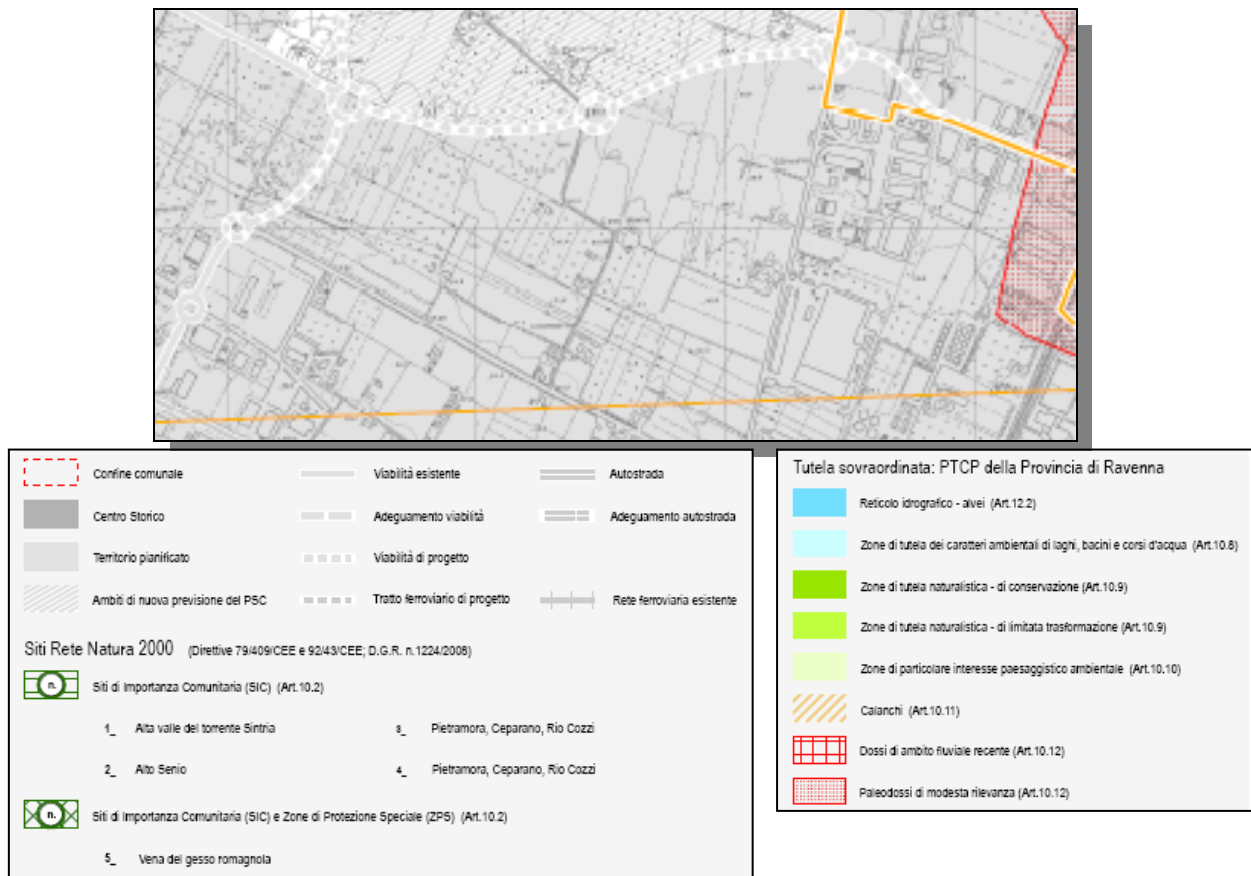 Confine comunale
Viabilità esistente
Autostrada
Centro Storico
Adeguamento viabilità
Adeguamento autostrada
Territorio pianificato
Viabilità di progetto
Ambiti di nuova previsione del PSC
Tratto ferroviario di progetto
Rete ferroviaria esistente
Siti Rete Natura 2000 (Direttive 79/409/CEE e 92/43/CEE; D.G.R. n.1224/2008)
n. Siti di Importanza Comunitaria (SIC) (Art.10.2)
1_ Alta valle del torrente Sintria
3_ Pietramora, Ceparano, Rio Cozzi
2_ Alto Senio
4_ Pietramora, Ceparano, Rio Cozzi
n. Siti di Importanza Comunitaria (SIC) e Zone di Protezione Speciale (ZPS) (Art.10.2)
5_ Vena del gesso romagnola
Tutela sovraordinata: PTCP della Provincia di Ravenna
Reticolo idrografico - alvei (Art.12.2)
Zone di tutela dei caratteri ambientali di laghi, bacini e corsi d'acqua (Art.10.8)
Zone di tutela naturalistica - di conservazione (Art.10.9)
Zone di tutela naturalistica - di limitata trasformazione (Art.10.9)
Zone di particolare interesse paesaggistico ambientale (Art.10.10)
Calanchi (Art.10.11)
Dossi di ambito fluviale recente (Art.10.12)
Paleodossi di modesta rilevanza (Art.10.12)